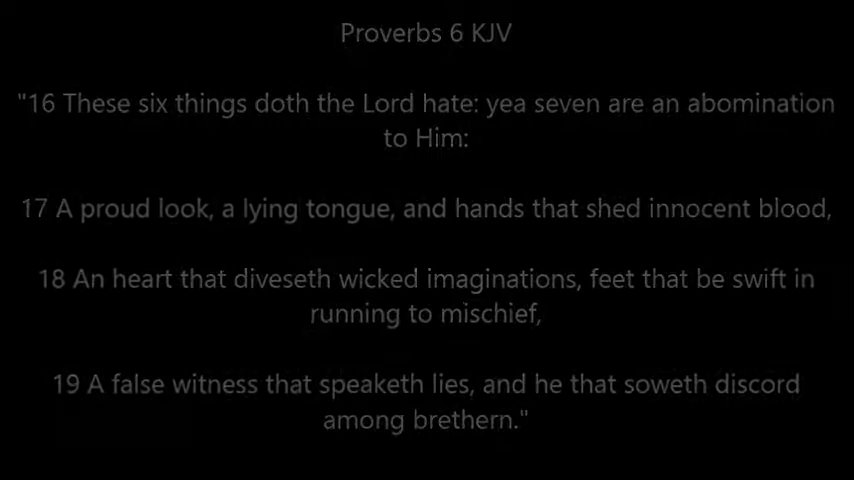 Proverbs 6 KJV
"16 These six things doth the Lord hate: yea seven are an abomination
to Him:
17 A proud look, a lying tongue, and hands that shed innocent blood,
18 An heart that diveseth wicked imaginations, feet that be swift in
running to mischief,
19 A false witness that speaketh lies, and he that soweth discord
among brethern."